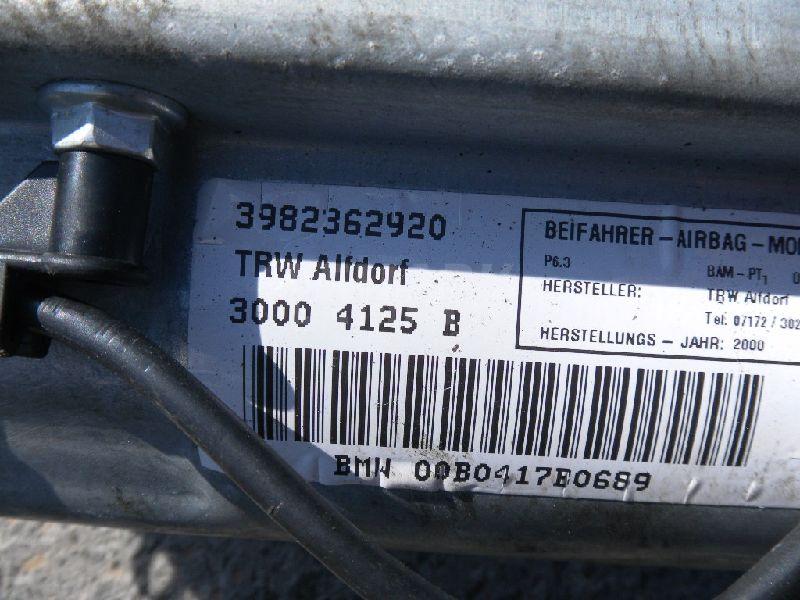 3982362920
TRW Alfdorf
3000 4125 B
BEIFAHRER-AIRBAG-MO
P6.3 BAM-PT1
HERSTELLER: TRW Alfdorf
Tel. 07172 / 302
HERSTELLUNGS - JAHR: 2000
BMW 00B0417B0689